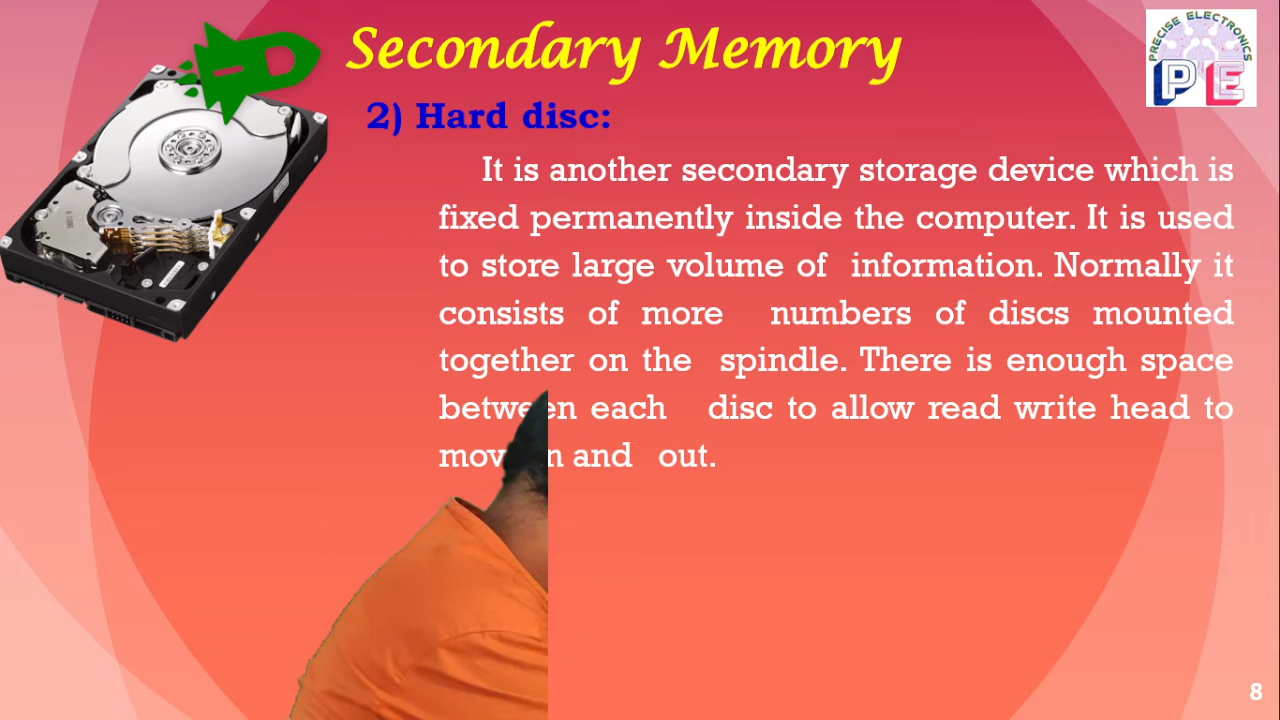 Secondary Memory
PRECISE ELECTRONICS
P E
2) Hard disc:
It is another secondary storage device which is
fixed permanently inside the computer. It is used
to store large volume of information. Normally it
consists of more numbers of discs mounted
together on the spindle. There is enough space
between each disc to allow read write head to
and out.
8